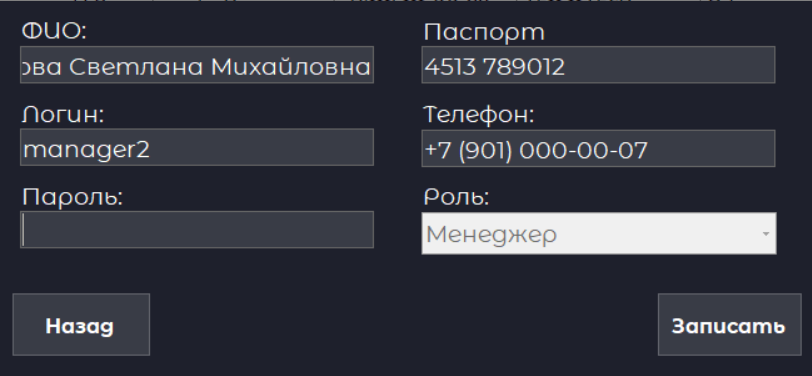 ФИО:
Паспорт
ова Светлана Михайловна
4513 789012
Логин:
Телефон:
manager2
+7 (901) 000-00-07
Пароль:
Роль:
Менеджер
Назад
Записать